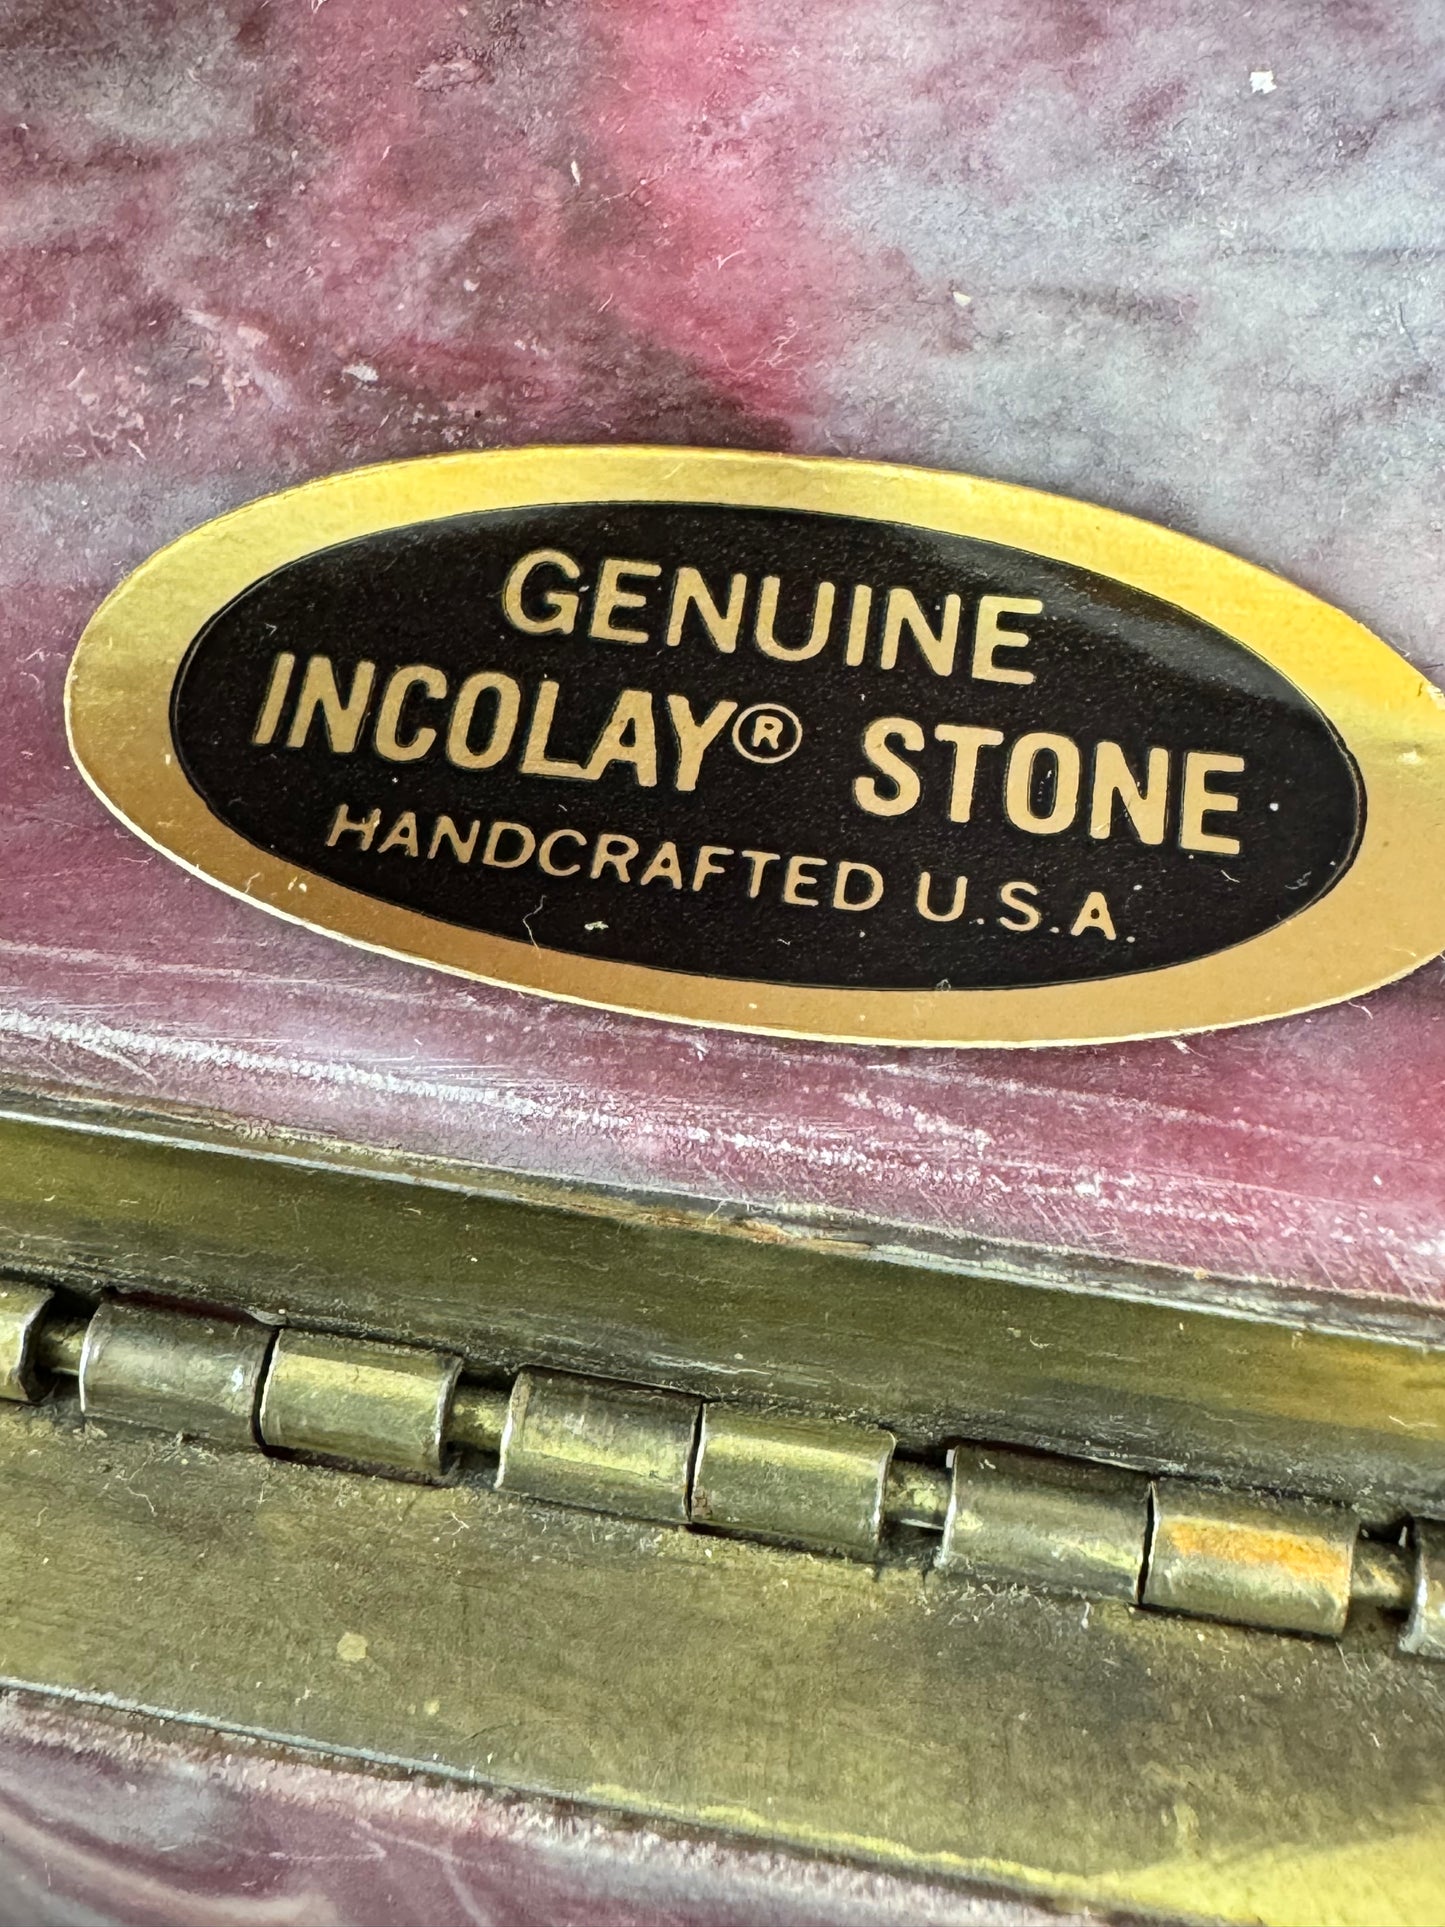 GENUINE
INCOLAY® STONE
HANDCRAFTED U.S.A.